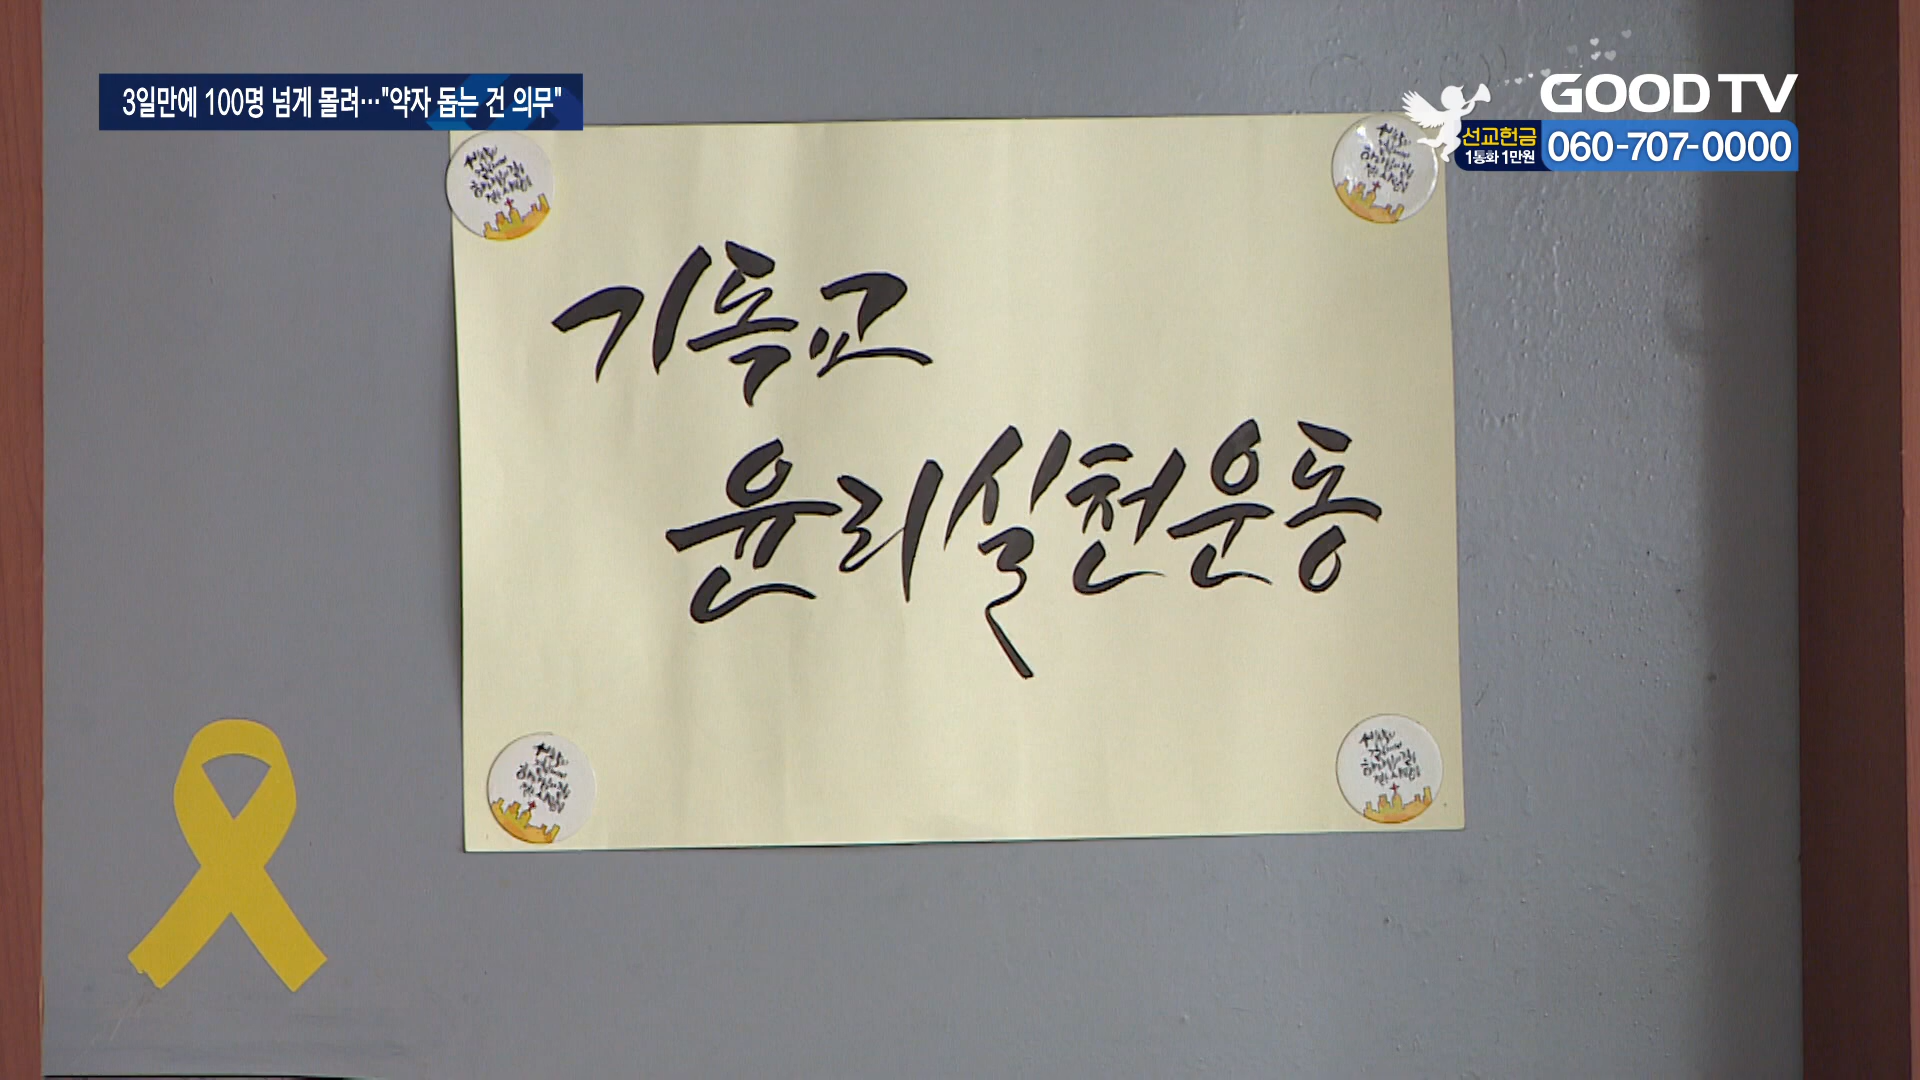 3일만에 100명 넘게 몰려…"약자 돕는 건 의무"
GOOD TV
선교헌금
1통화 1만원
060-707-0000
기독교
윤리실천운동